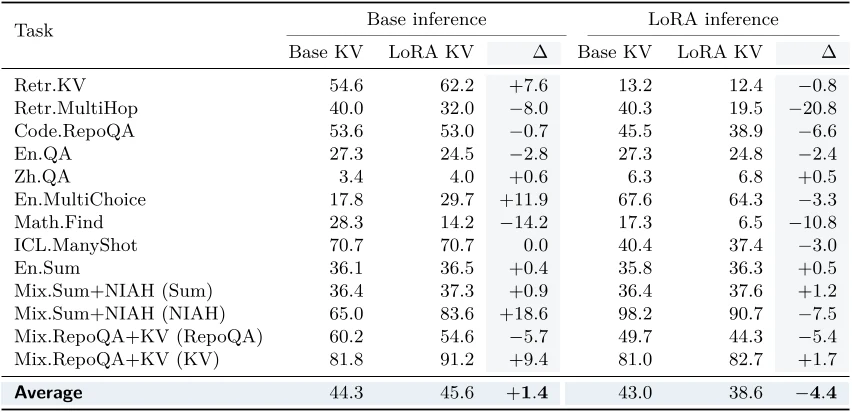 Task Base inference LoRA inference
Base KV LoRA KV Δ Base KV LoRA KV Δ
Retr.KV 54.6 62.2 +7.6 13.2 12.4 −0.8
Retr.MultiHop 40.0 32.0 −8.0 40.3 19.5 −20.8
Code.RepoQA 53.6 53.0 −0.7 45.5 38.9 −6.6
En.QA 27.3 24.5 −2.8 27.3 24.8 −2.4
Zh.QA 3.4 4.0 +0.6 6.3 6.8 +0.5
En.MultiChoice 17.8 29.7 +11.9 67.6 64.3 −3.3
Math.Find 28.3 14.2 −14.2 17.3 6.5 −10.8
ICL.ManyShot 70.7 70.7 0.0 40.4 37.4 −3.0
En.Sum 36.1 36.5 +0.4 35.8 36.3 +0.5
Mix.Sum+NIAH (Sum) 36.4 37.3 +0.9 36.4 37.6 +1.2
Mix.Sum+NIAH (NIAH) 65.0 83.6 +18.6 98.2 90.7 −7.5
Mix.RepoQA+KV (RepoQA) 60.2 54.6 −5.7 49.7 44.3 −5.4
Mix.RepoQA+KV (KV) 81.8 91.2 +9.4 81.0 82.7 +1.7
Average 44.3 45.6 +1.4 43.0 38.6 −4.4